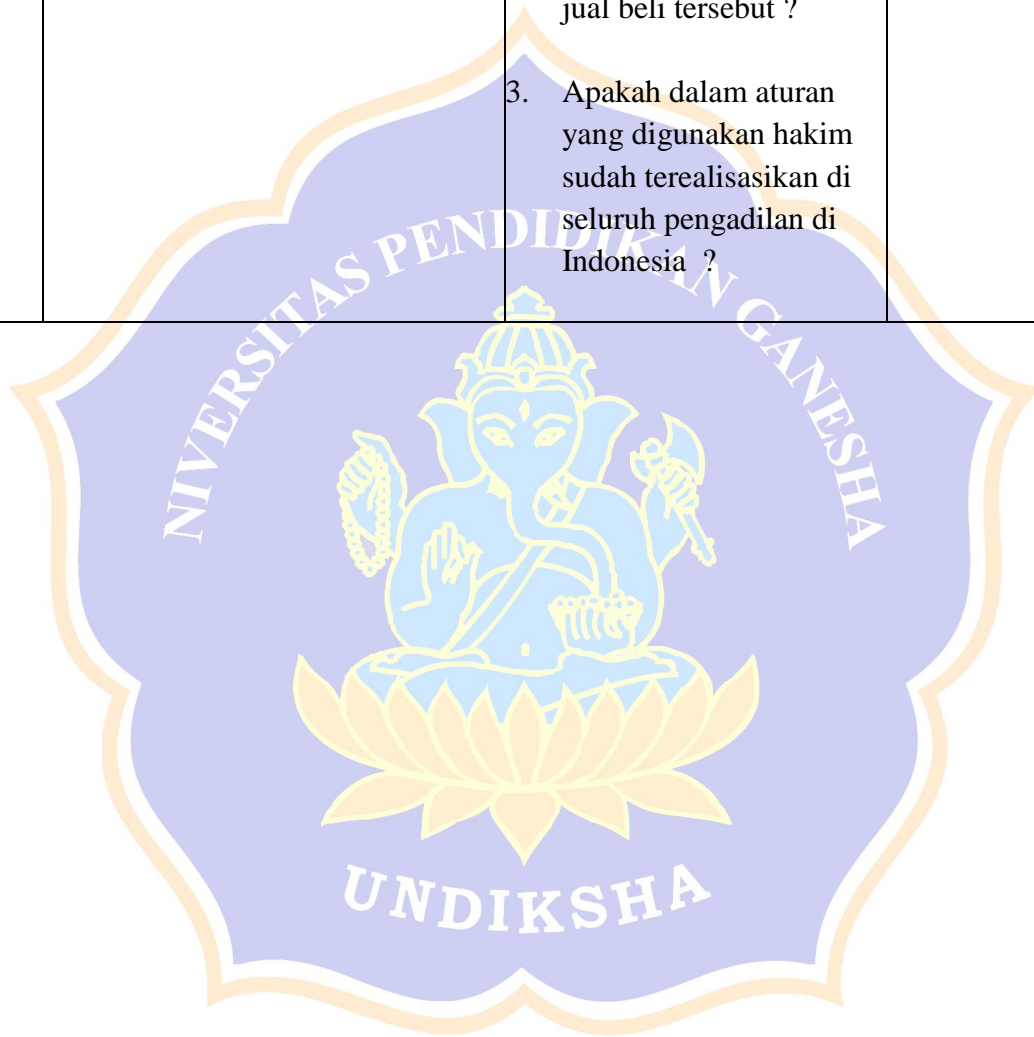 jual beli tersebut ?
3. Apakah dalam aturan
yang digunakan hakim
sudah terealisasikan di
seluruh pengadilan di
Indonesia ?
NIVERSITAS PENDIDIKAN GANESHA
UNDIKSHA